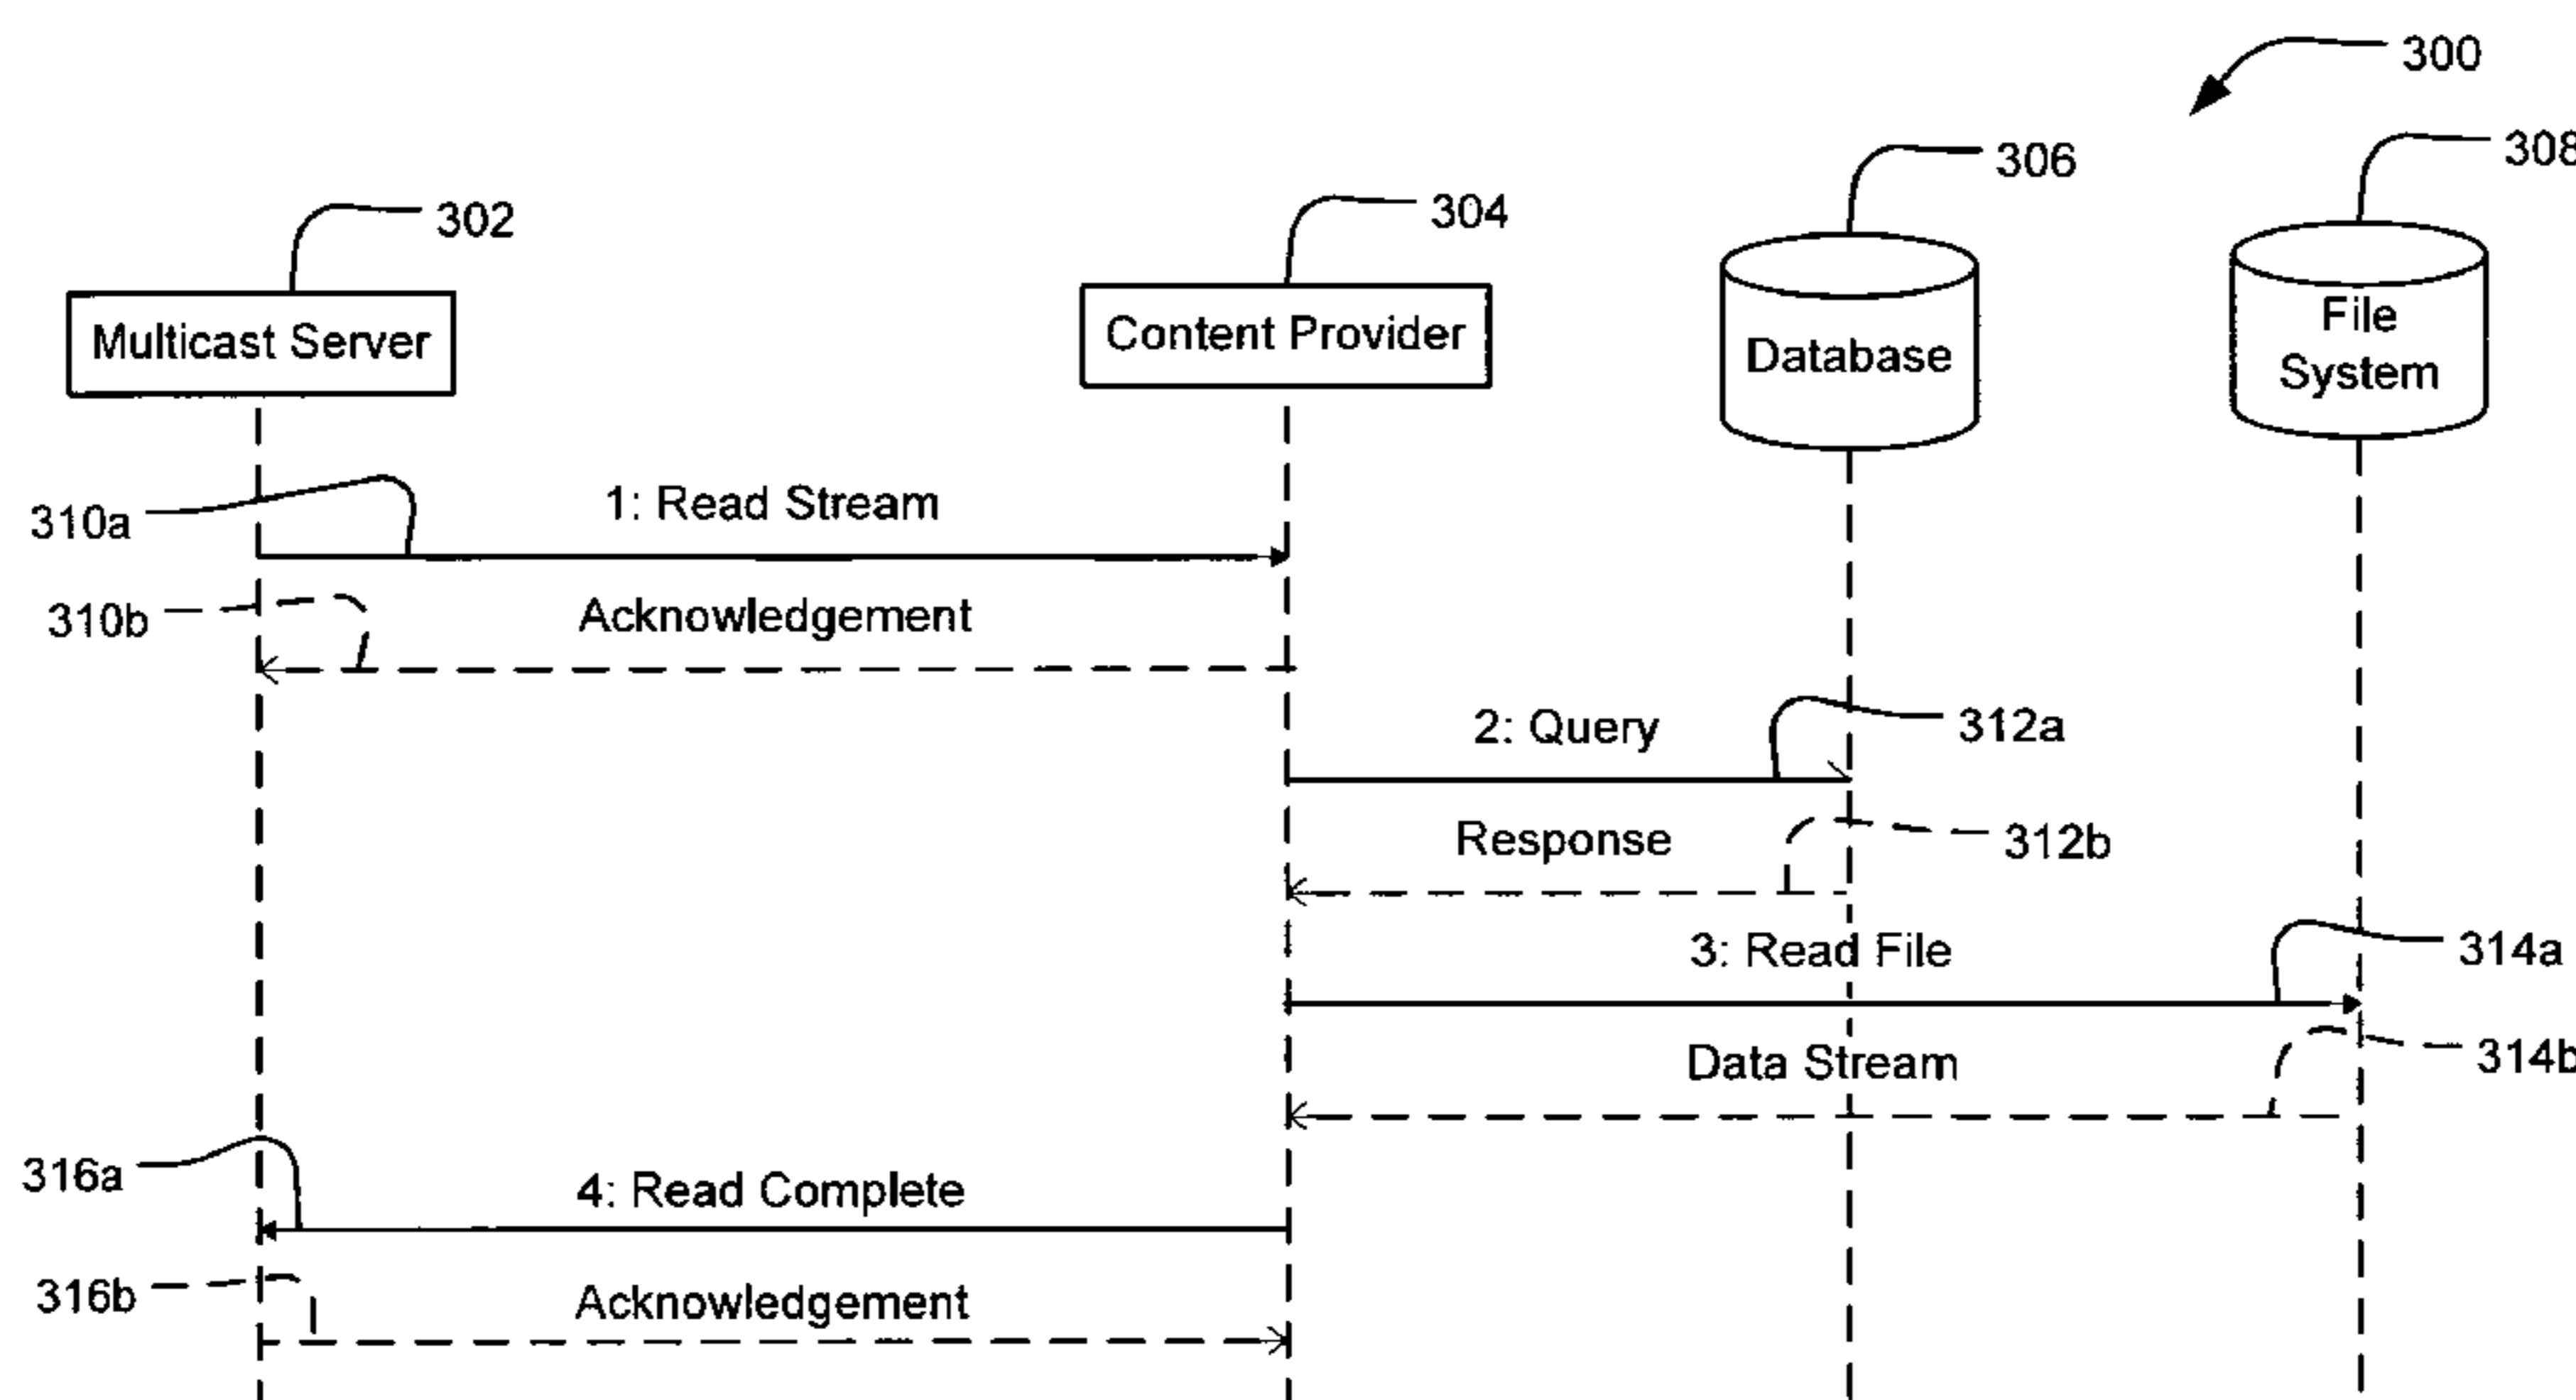 300
308
306
302
304
Multicast Server
Content Provider
Database
File
System
310a
1: Read Stream
310b
Acknowledgement
2: Query
312a
Response
312b
3: Read File
314a
Data Stream
314b
316a
4: Read Complete
316b
Acknowledgement